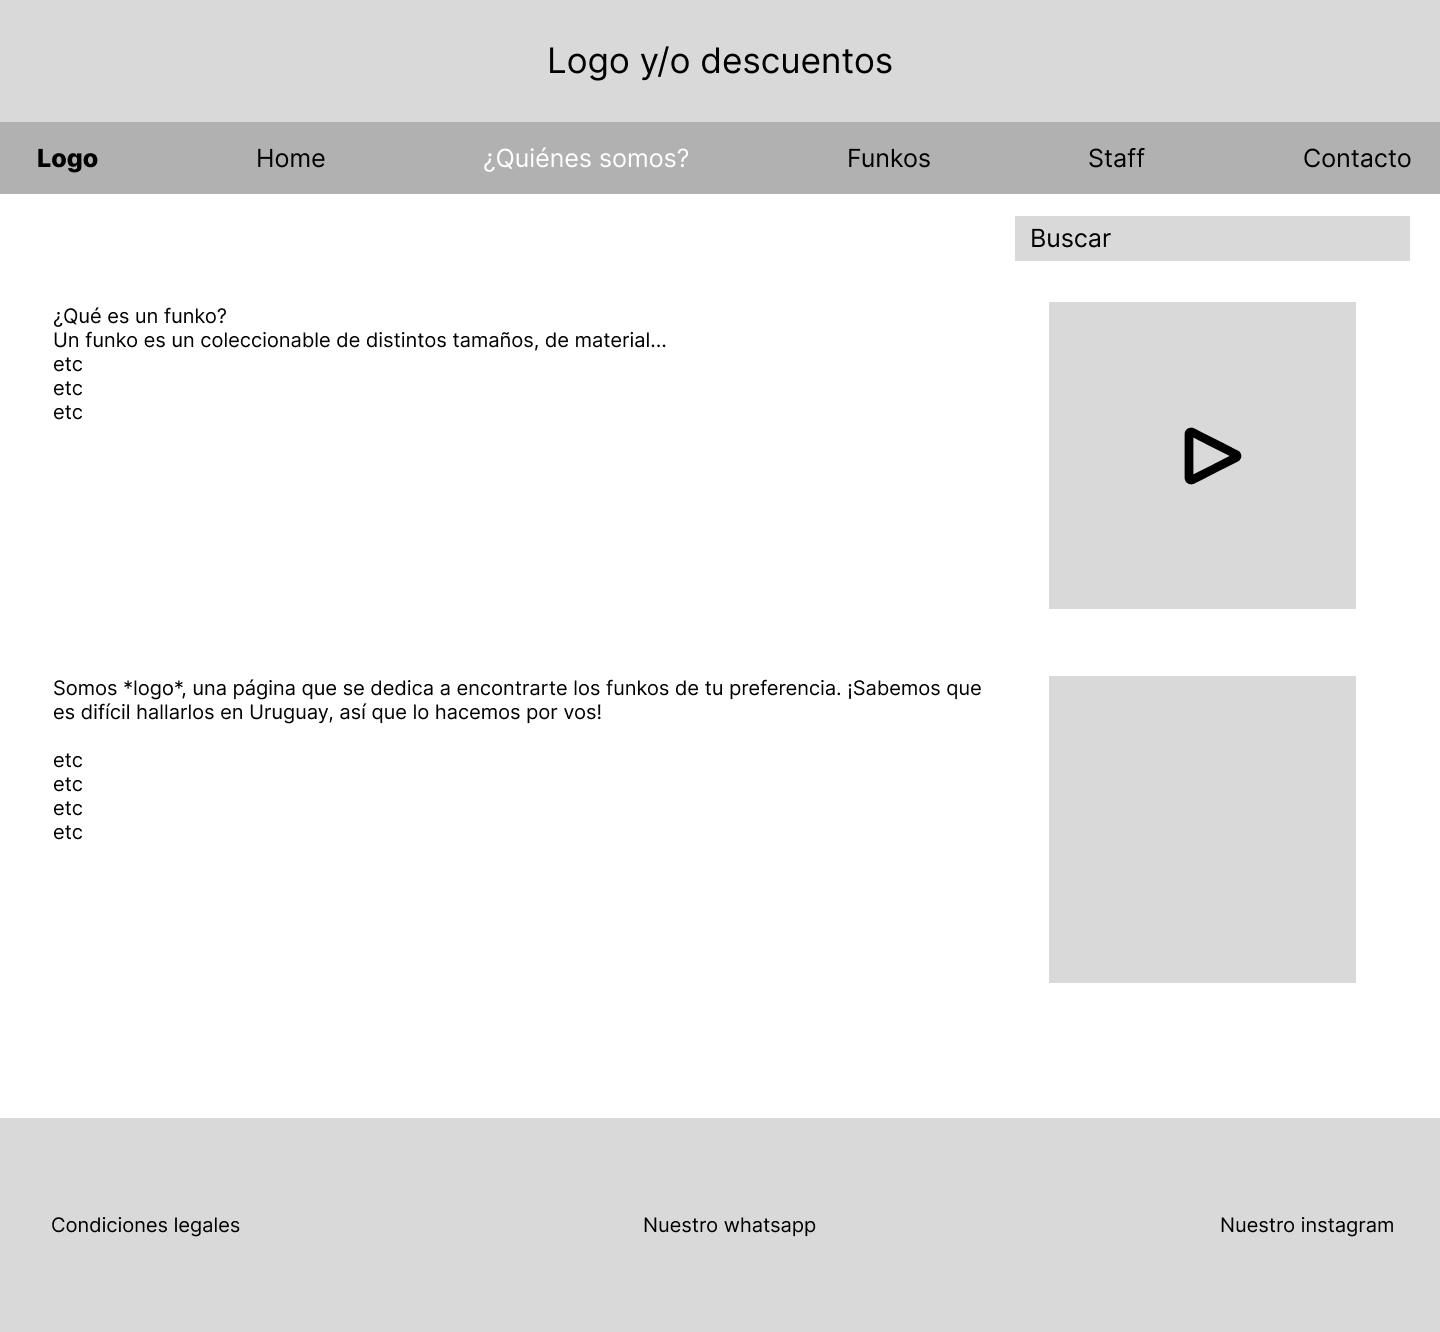 Logo y/o descuentos
Logo Home ¿Quiénes somos? Funkos Staff Contacto
Buscar
¿Qué es un funko?
Un funko es un coleccionable de distintos tamaños, de material...
etc
etc
etc
Somos *logo*, una página que se dedica a encontrarte los funkos de tu preferencia. ¡Sabemos que
es difícil hallarlos en Uruguay, así que lo hacemos por vos!
etc
etc
etc
etc
Condiciones legales Nuestro whatsapp Nuestro instagram